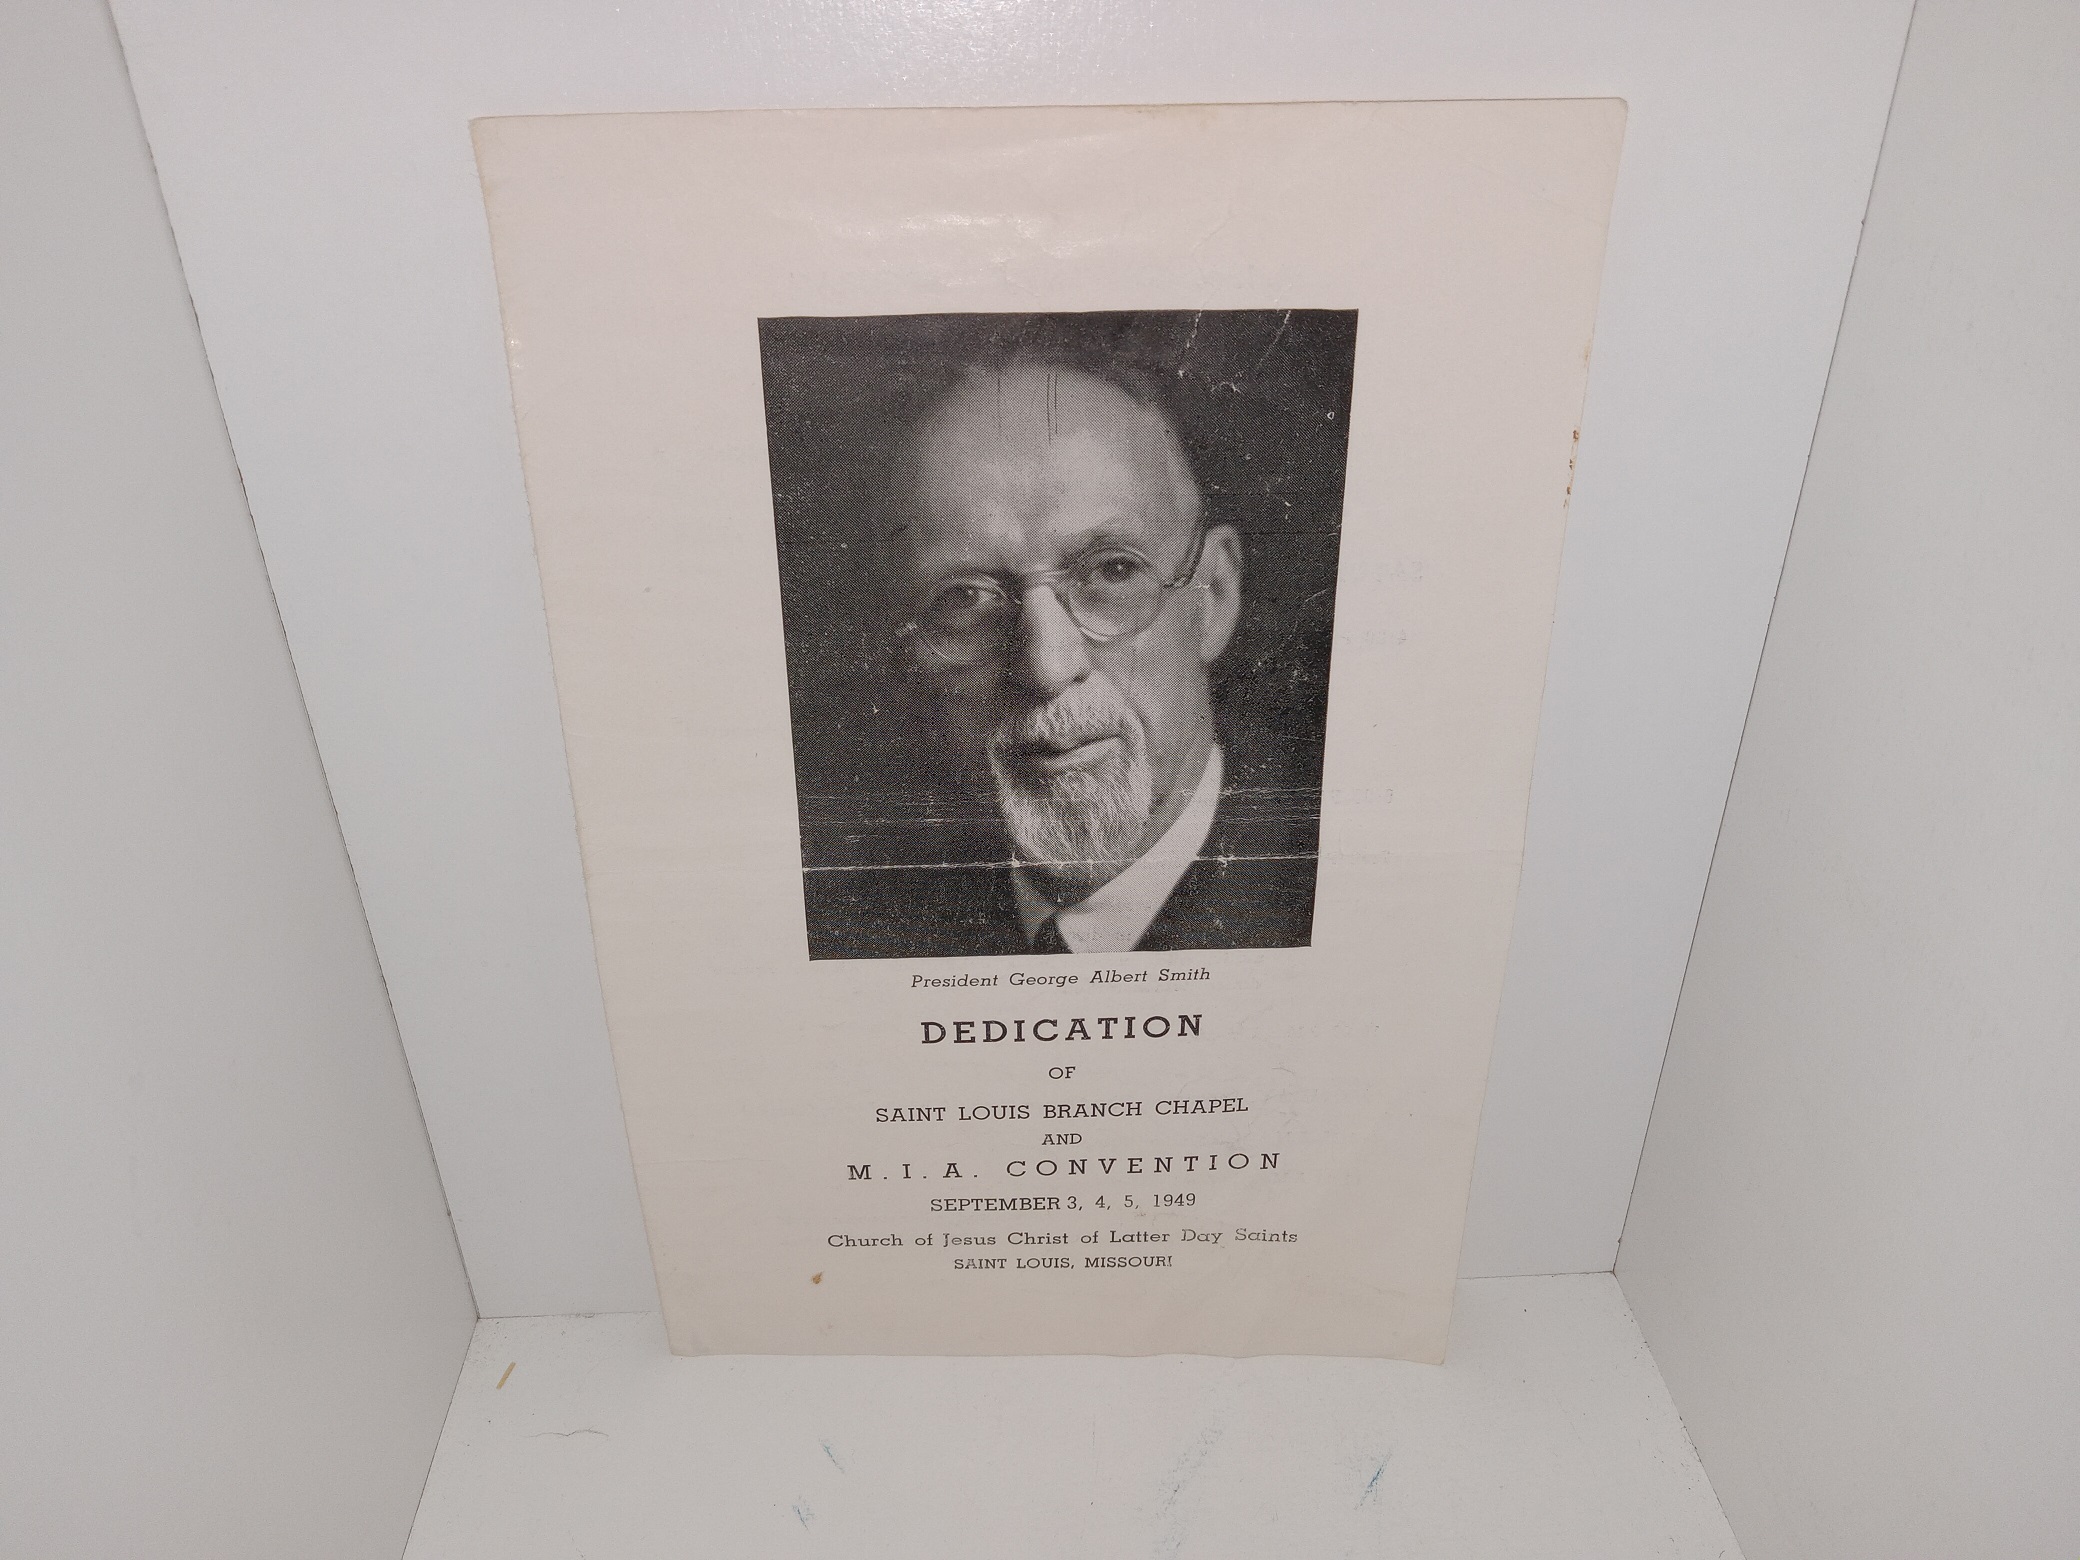 President George Albert Smith
DEDICATION
OF
SAINT LOUIS BRANCH CHAPEL
AND
M. I. A. CONVENTION
SEPTEMBER 3, 4, 5, 1949
Church of Jesus Christ of Latter Day Saints
SAINT LOUIS, MISSOURI